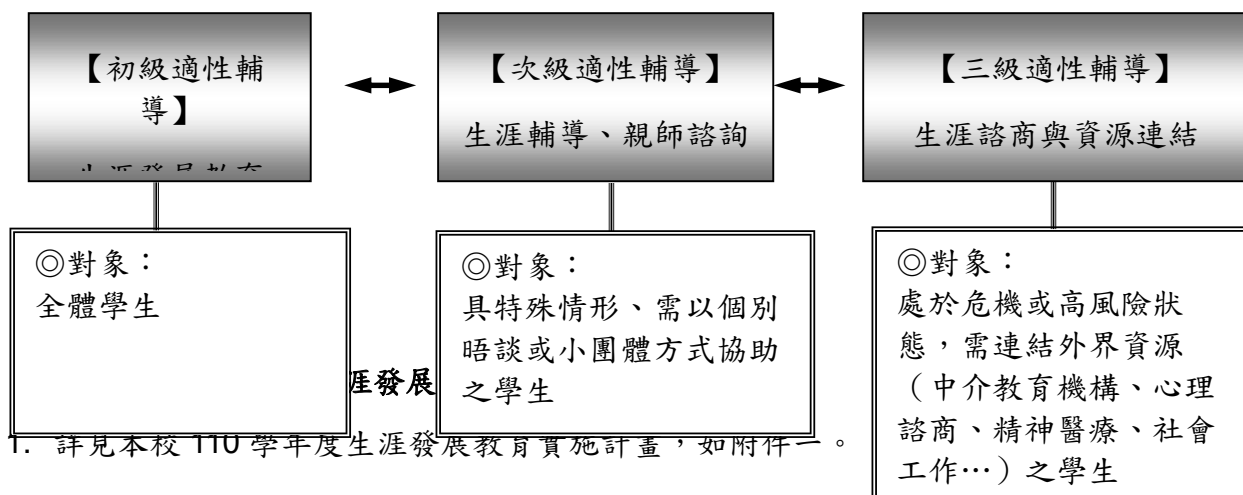 【初級適性輔
導】
生涯發展教育
【次級適性輔導】
生涯輔導、親師諮詢
【三級適性輔導】
生涯諮商與資源連結
◎對象：
全體學生
◎對象：
具特殊情形、需以個別
晤談或小團體方式協助
之學生
◎對象：
處於危機或高風險狀
態，需連結外界資源
（中介教育機構、心理
諮商、精神醫療、社會
工作…）之學生
涯發展
1. 詳見本校 110 學年度生涯發展教育實施計畫，如附件一。